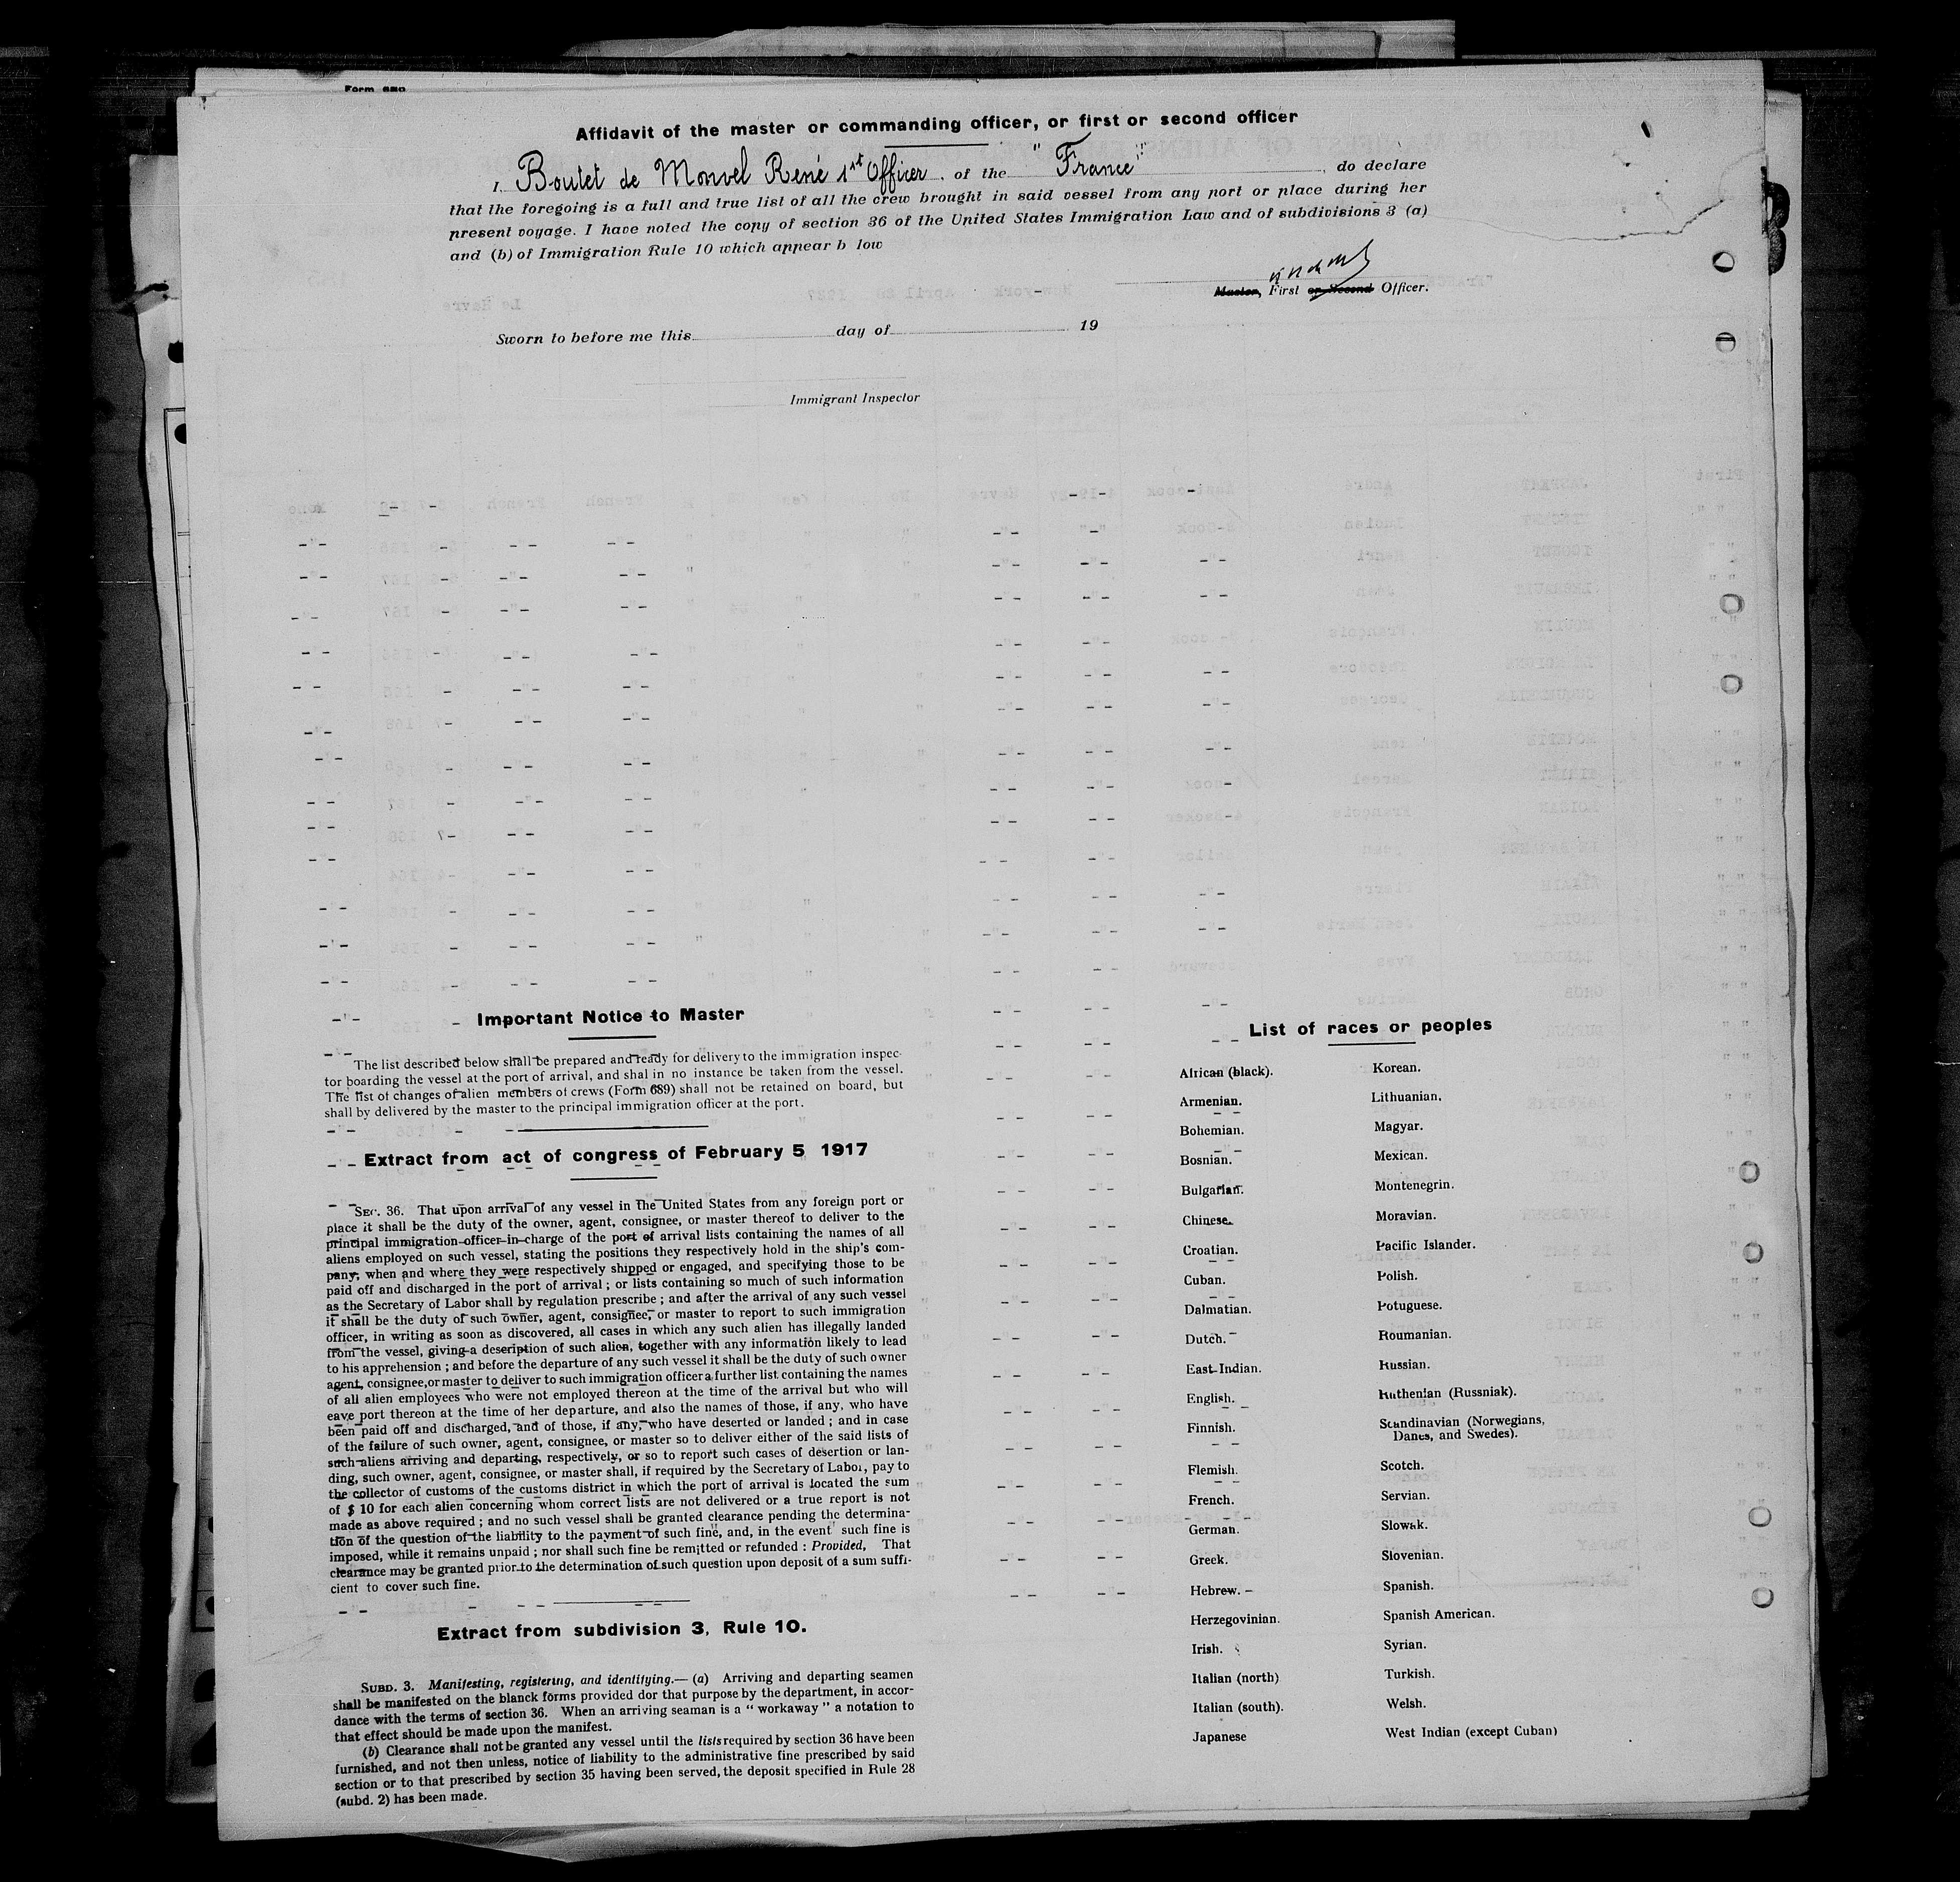 Form 689
Affidavit of the master or commanding officer, or first or second officer
I, Boutet de Monvel René 1st Officer, of the "France", do declare
that the foregoing is a full and true list of all the crew brought in said vessel from any port or place during her
present voyage. I have noted the copy of section 36 of the United States Immigration Law and of subdivisions 3 (a)
and (b) of Immigration Rule 10 which appear b low
Master, First or Second Officer.
Sworn to before me this day of 19
Immigrant Inspector
Important Notice to Master
The list described below shall be prepared and ready for delivery to the immigration inspec-
tor boarding the vessel at the port of arrival, and shal in no instance be taken from the vessel.
The list of changes of alien members of crews (Form 689) shall not be retained on board, but
shall by delivered by the master to the principal immigration officer at the port.
Extract from act of congress of February 5 1917
SEC. 36. That upon arrival of any vessel in the United States from any foreign port or
place it shall be the duty of the owner, agent, consignee, or master thereof to deliver to the
principal immigration officer in charge of the port of arrival lists containing the names of all
aliens employed on such vessel, stating the positions they respectively hold in the ship's com-
pany, when and where they were respectively shipped or engaged, and specifying those to be
paid off and discharged in the port of arrival ; or lists containing so much of such information
as the Secretary of Labor shall by regulation prescribe ; and after the arrival of any such vessel
it shall be the duty of such owner, agent, consignee, or master to report to such immigration
officer, in writing as soon as discovered, all cases in which any such alien has illegally landed
from the vessel, giving a description of such alien, together with any information likely to lead
to his apprehension ; and before the departure of any such vessel it shall be the duty of such owner
agent, consignee, or master to deliver to such immigration officer a further list containing the names
of all alien employees who were not employed thereon at the time of the arrival but who will
eave port thereon at the time of her departure, and also the names of those, if any, who have
been paid off and discharged, and of those, if any, who have deserted or landed ; and in case
of the failure of such owner, agent, consignee, or master so to deliver either of the said lists of
such aliens arriving and departing, respectively, or so to report such cases of desertion or lan-
ding, such owner, agent, consignee, or master shall, if required by the Secretary of Labor, pay to
the collector of customs of the customs district in which the port of arrival is located the sum
of $ 10 for each alien concerning whom correct lists are not delivered or a true report is not
made as above required ; and no such vessel shall be granted clearance pending the determina-
tion of the question of the liability to the payment of such fine, and, in the event such fine is
imposed, while it remains unpaid ; nor shall such fine be remitted or refunded : Provided, That
clearance may be granted prior to the determination of such question upon deposit of a sum suffi-
cient to cover such fine.
Extract from subdivision 3, Rule 10.
SUBD. 3. Manifesting, registering, and identifying.— (a) Arriving and departing seamen
shall be manifested on the blanck forms provided dor that purpose by the department, in accor-
dance with the terms of section 36. When an arriving seaman is a “ workaway ” a notation to
that effect should be made upon the manifest.
(b) Clearance shall not be granted any vessel until the lists required by section 36 have been
furnished, and not then unless, notice of liability to the administrative fine prescribed by said
section or to that prescribed by section 35 having been served, the deposit specified in Rule 28
(subd. 2) has been made.
List of races or peoples
African (black).
Armenian.
Bohemian.
Bosnian.
Bulgarian.
Chinese.
Croatian.
Cuban.
Dalmatian.
Dutch.
East Indian.
English.
Finnish.
Flemish.
French.
German.
Greek.
Hebrew.
Herzegovinian.
Irish.
Italian (north)
Italian (south).
Japanese
Korean.
Lithuanian.
Magyar.
Mexican.
Montenegrin.
Moravian.
Pacific Islander.
Polish.
Potuguese.
Roumanian.
Russian.
Ruthenian (Russniak).
Scandinavian (Norwegians,
Danes, and Swedes).
Scotch.
Servian.
Slowak.
Slovenian.
Spanish.
Spanish American.
Syrian.
Turkish.
Welsh.
West Indian (except Cuban)